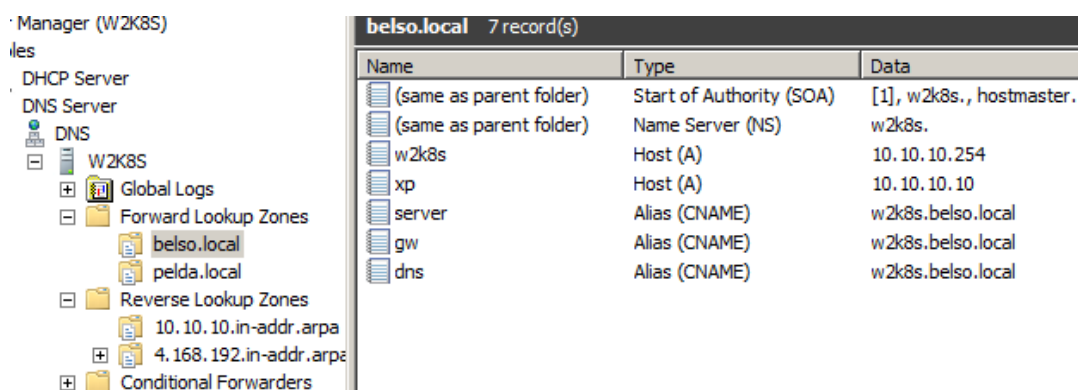 Manager (W2K8S)
les
DHCP Server
DNS Server
DNS
W2K8S
Global Logs
Forward Lookup Zones
belso.local
pelda.local
Reverse Lookup Zones
10.10.10.in-addr.arpa
4.168.192.in-addr.arpa
Conditional Forwarders
belso.local 7 record(s)
Name Type Data
(same as parent folder) Start of Authority (SOA) [1], w2k8s., hostmaster.
(same as parent folder) Name Server (NS) w2k8s.
w2k8s Host (A) 10.10.10.254
xp Host (A) 10.10.10.10
server Alias (CNAME) w2k8s.belso.local
gw Alias (CNAME) w2k8s.belso.local
dns Alias (CNAME) w2k8s.belso.local